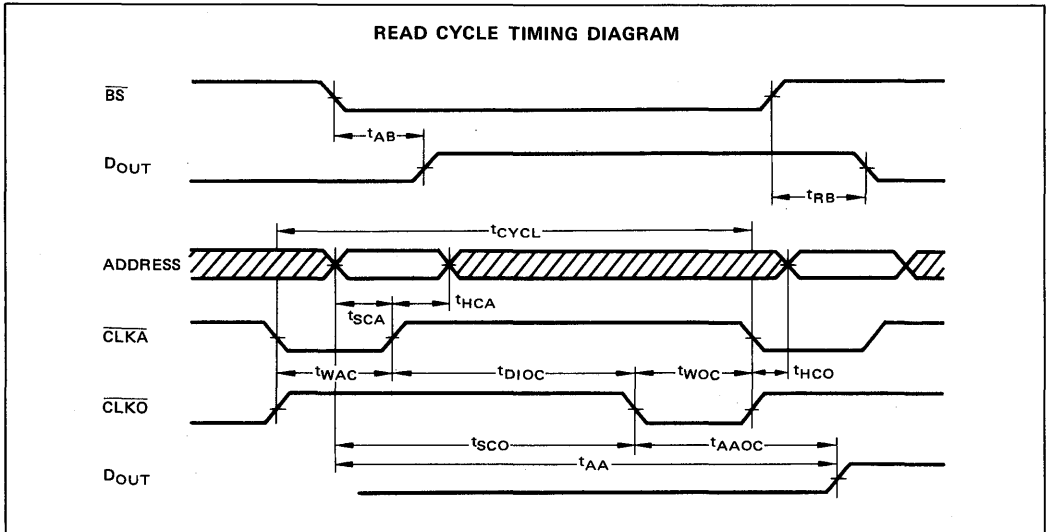 READ CYCLE TIMING DIAGRAM
BS
tAB
DOUT
tRB
tCYCL
ADDRESS
tSCA
tHCA
CLKA
tWAC
tDIOC
tWOC
tHCO
CLKO
tSCO
tAAOC
tAA
DOUT